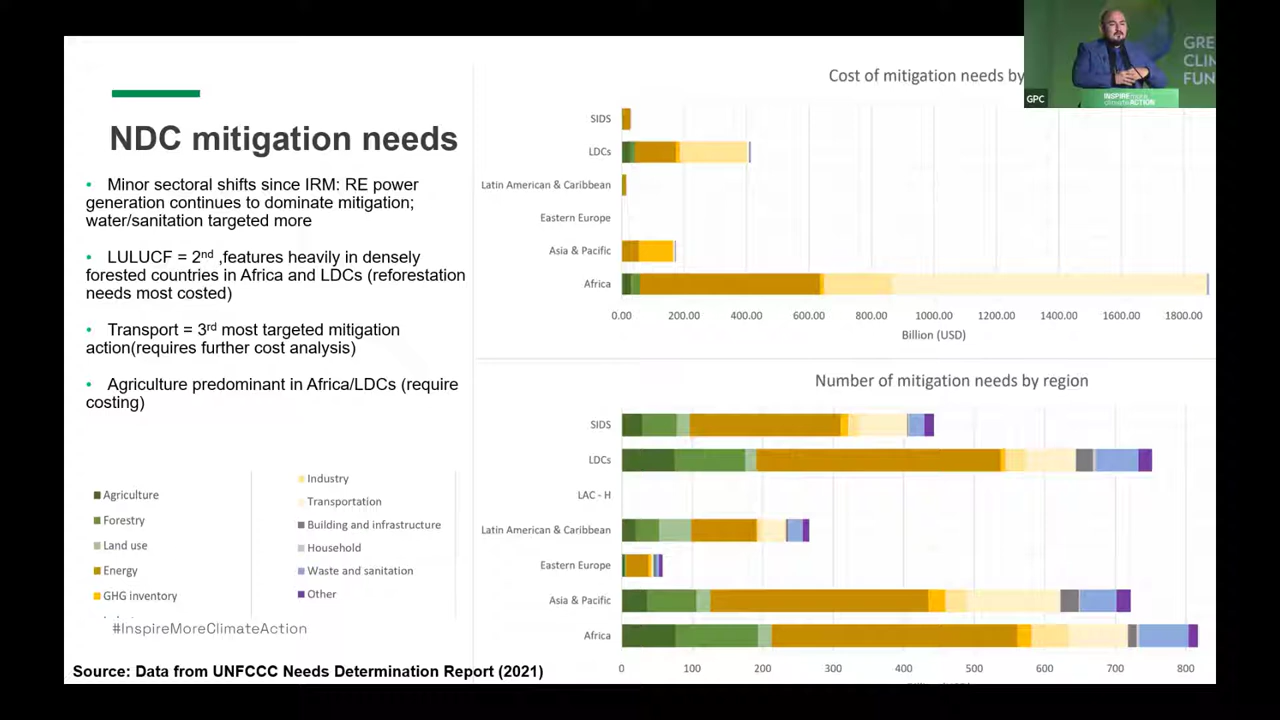 NDC mitigation needs
• Minor sectoral shifts since IRM: RE power
generation continues to dominate mitigation;
water/sanitation targeted more
• LULUCF = 2nd ,features heavily in densely
forested countries in Africa and LDCs (reforestation
needs most costed)
• Transport = 3rd most targeted mitigation
action(requires further cost analysis)
• Agriculture predominant in Africa/LDCs (require
costing)
Agriculture
Forestry
Land use
Energy
GHG inventory
Industry
Transportation
Building and infrastructure
Household
Waste and sanitation
Other
#InspireMoreClimateAction
Source: Data from UNFCCC Needs Determination Report (2021)
Cost of mitigation needs by
SIDS
LDCs
Latin American & Caribbean
Eastern Europe
Asia & Pacific
Africa
0.00 200.00 400.00 600.00 800.00 1000.00 1200.00 1400.00 1600.00 1800.00
Billion (USD)
Number of mitigation needs by region
SIDS
LDCs
LAC - H
Latin American & Caribbean
Eastern Europe
Asia & Pacific
Africa
0 100 200 300 400 500 600 700 800
GRE
CLIM
FUN
GPC
INSPIRE
climateACTION